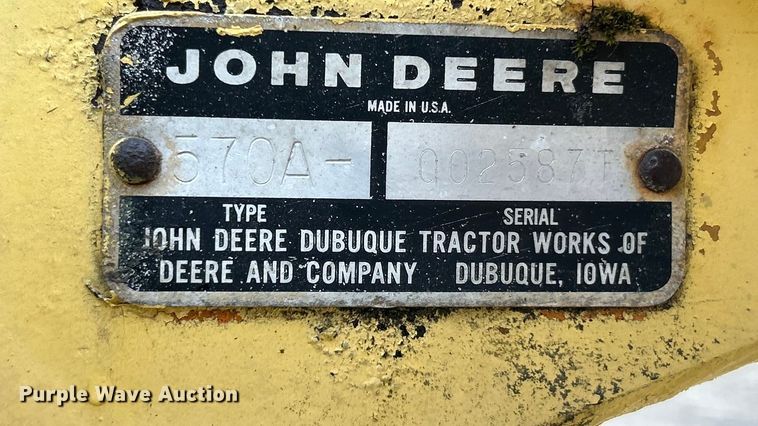 JOHN DEERE
MADE IN U.S.A.
570A- 002587T
TYPE SERIAL
JOHN DEERE DUBUQUE TRACTOR WORKS OF
DEERE AND COMPANY DUBUQUE, IOWA
Purple Wave Auction